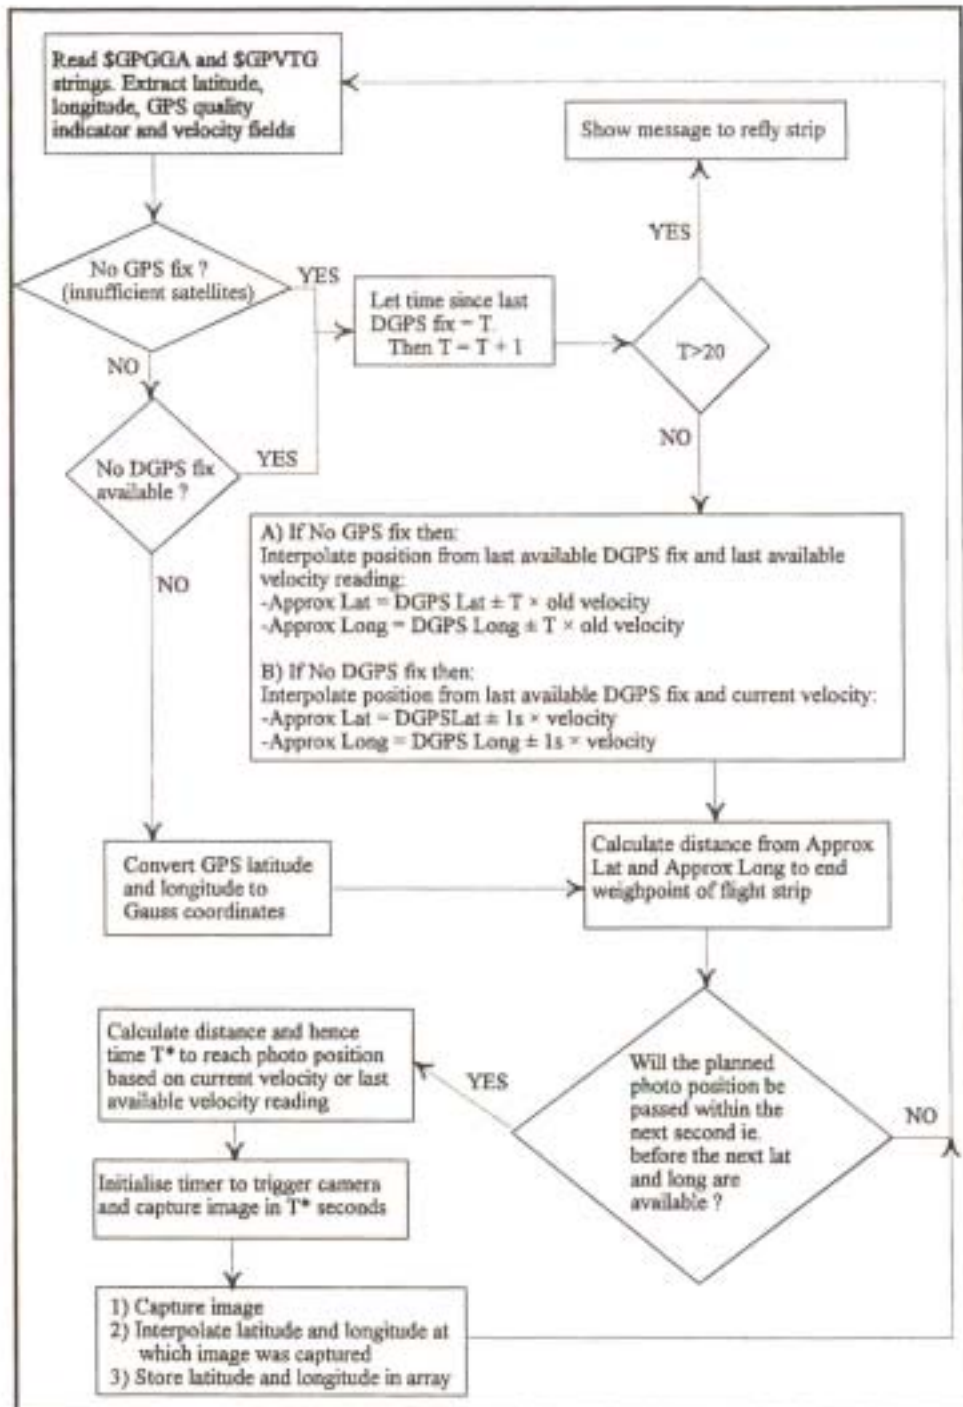 Read $GPGGA and $GPVTG
strings. Extract latitude,
longitude, GPS quality
indicator and velocity fields
Show message to refly strip
YES
No GPS fix ?
(insufficient satellites)
YES
Let time since last
DGPS fix = T.
Then T = T + 1
T>20
NO
NO
No DGPS fix
available ?
YES
NO
A) If No GPS fix then:
Interpolate position from last available DGPS fix and last available
velocity reading:
-Approx Lat = DGPS Lat ± T × old velocity
-Approx Long = DGPS Long ± T × old velocity
B) If No DGPS fix then:
Interpolate position from last available DGPS fix and current velocity:
-Approx Lat = DGPSLat ± 1s × velocity
-Approx Long = DGPS Long ± 1s × velocity
Convert GPS latitude
and longitude to
Gauss coordinates
Calculate distance from Approx
Lat and Approx Long to end
weighpoint of flight strip
Calculate distance and hence
time T* to reach photo position
based on current velocity or last
available velocity reading
YES
Will the planned
photo position be
passed within the
next second ie.
before the next lat
and long are
available ?
NO
Initialise timer to trigger camera
and capture image in T* seconds
1) Capture image
2) Interpolate latitude and longitude at
which image was captured
3) Store latitude and longitude in array